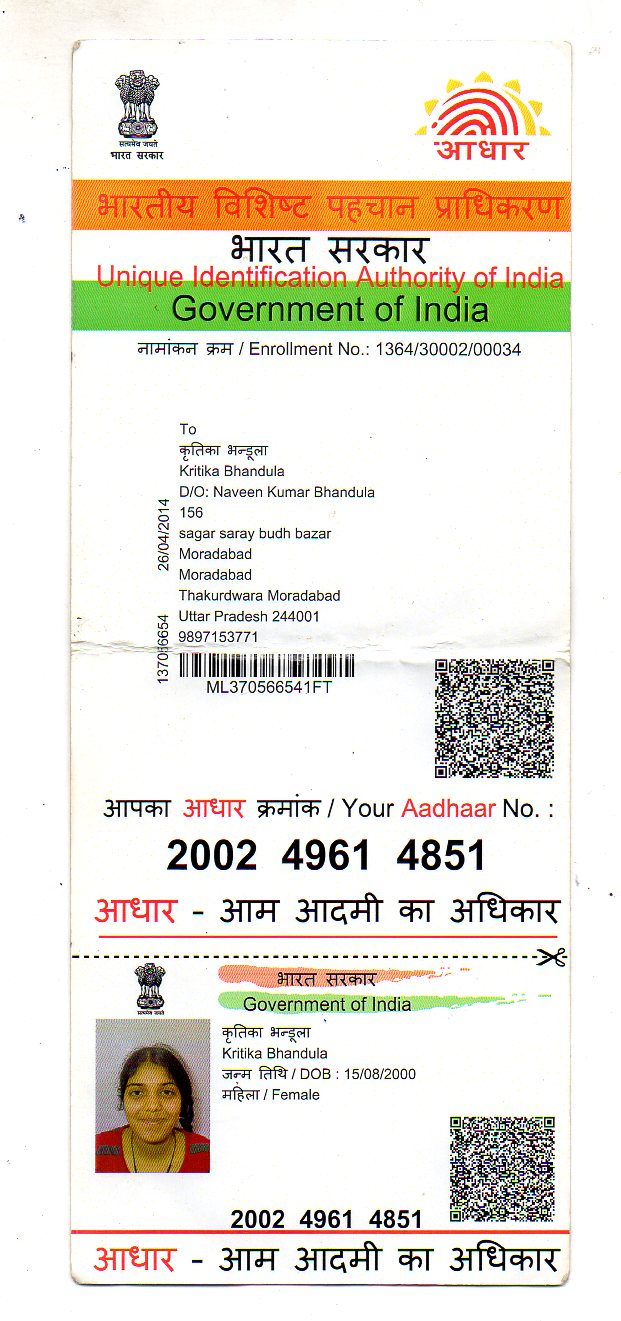 सत्यमेव जयते
भारत सरकार
आधार
भारतीय विशिष्ट पहचान प्राधिकरण
भारत सरकार
Unique Identification Authority of India
Government of India
नामांकन क्रम / Enrollment No.: 1364/30002/00034
To
कृतिका भन्डूला
Kritika Bhandula
D/O: Naveen Kumar Bhandula
156
sagar saray budh bazar
Moradabad
Moradabad
Thakurdwara Moradabad
Uttar Pradesh 244001
9897153771
26/04/2014
ML370566541FT
आपका आधार क्रमांक / Your Aadhaar No. :
2002 4961 4851
आधार - आम आदमी का अधिकार
सत्यमेव जयते
भारत सरकार
Government of India
कृतिका भन्डूला
Kritika Bhandula
जन्म तिथि / DOB : 15/08/2000
महिला / Female
2002 4961 4851
आधार - आम आदमी का अधिकार